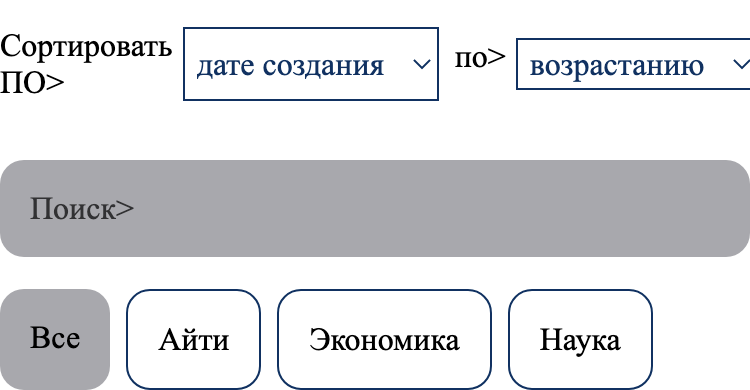 Сортировать
ПО>
дате создания
по>
возрастанию
Поиск>
Все
Айти
Экономика
Наука